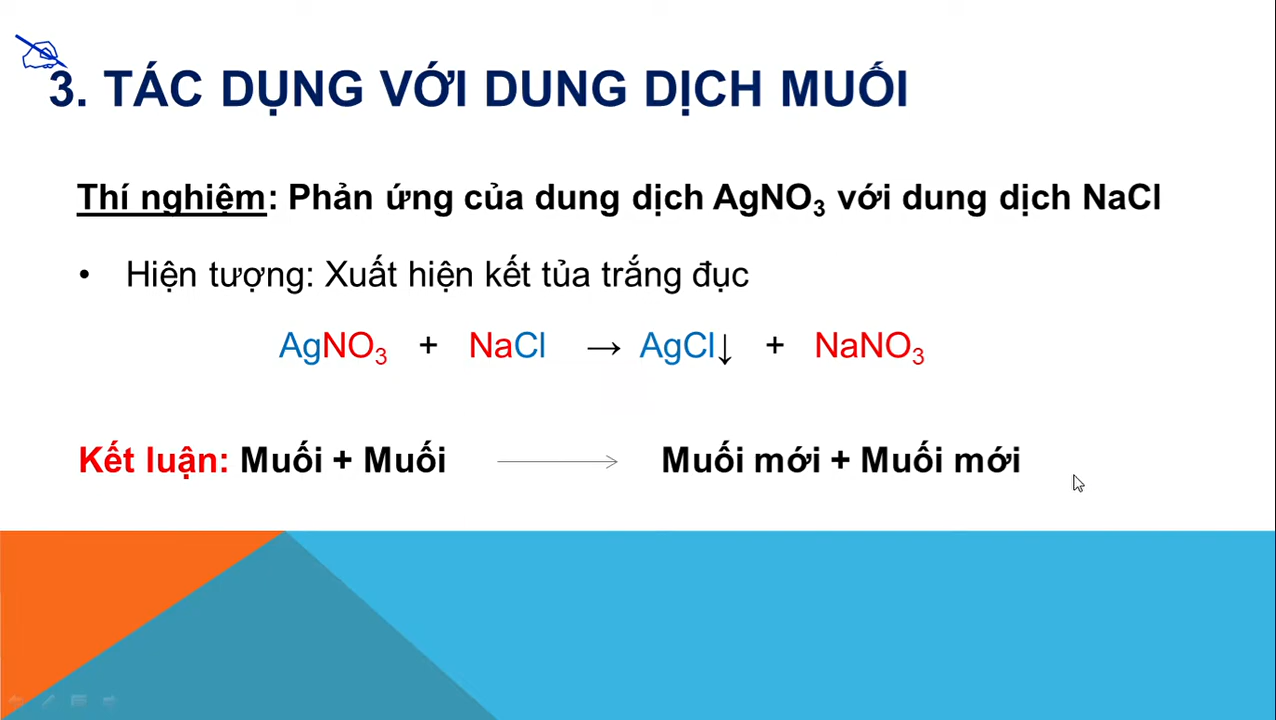 3. TÁC DỤNG VỚI DUNG DỊCH MUỐI
Thí nghiệm: Phản ứng của dung dịch AgNO₃ với dung dịch NaCl
• Hiện tượng: Xuất hiện kết tủa trắng đục
AgNO₃ + NaCl → AgCl↓ + NaNO₃
Kết luận: Muối + Muối → Muối mới + Muối mới